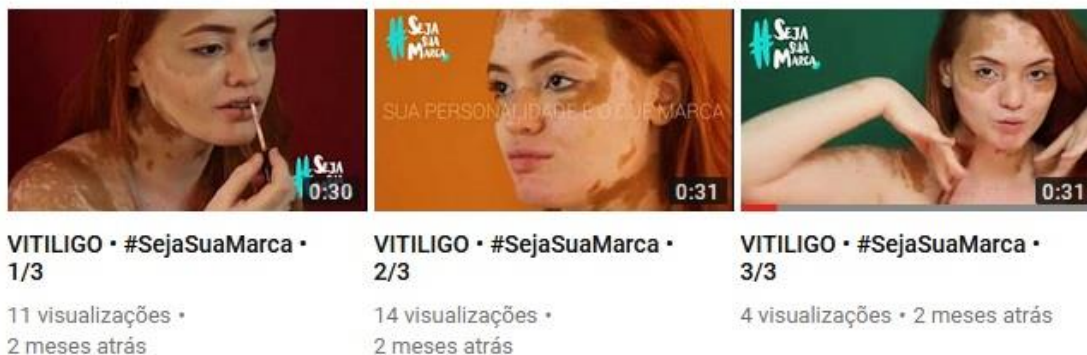 #SEJA
0:30
VITILIGO • #SejaSuaMarca •
1/3
11 visualizações •
2 meses atrás
#SEJA
SUA
MARCA
SUA PERSONALIDADE É O QUE MARCA
0:31
VITILIGO • #SejaSuaMarca •
2/3
14 visualizações •
2 meses atrás
#SEJA
SUA
MARCA
0:31
VITILIGO • #SejaSuaMarca •
3/3
4 visualizações • 2 meses atrás